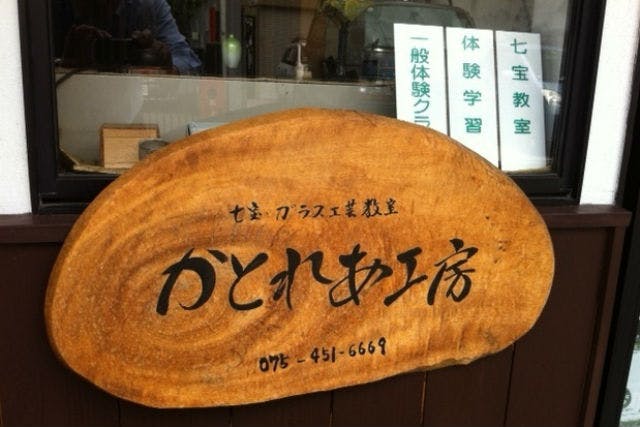 七宝・ガラス工芸教室
かとれあ工房
075-451-6669
七宝教室
体験学習
一般体験クラ